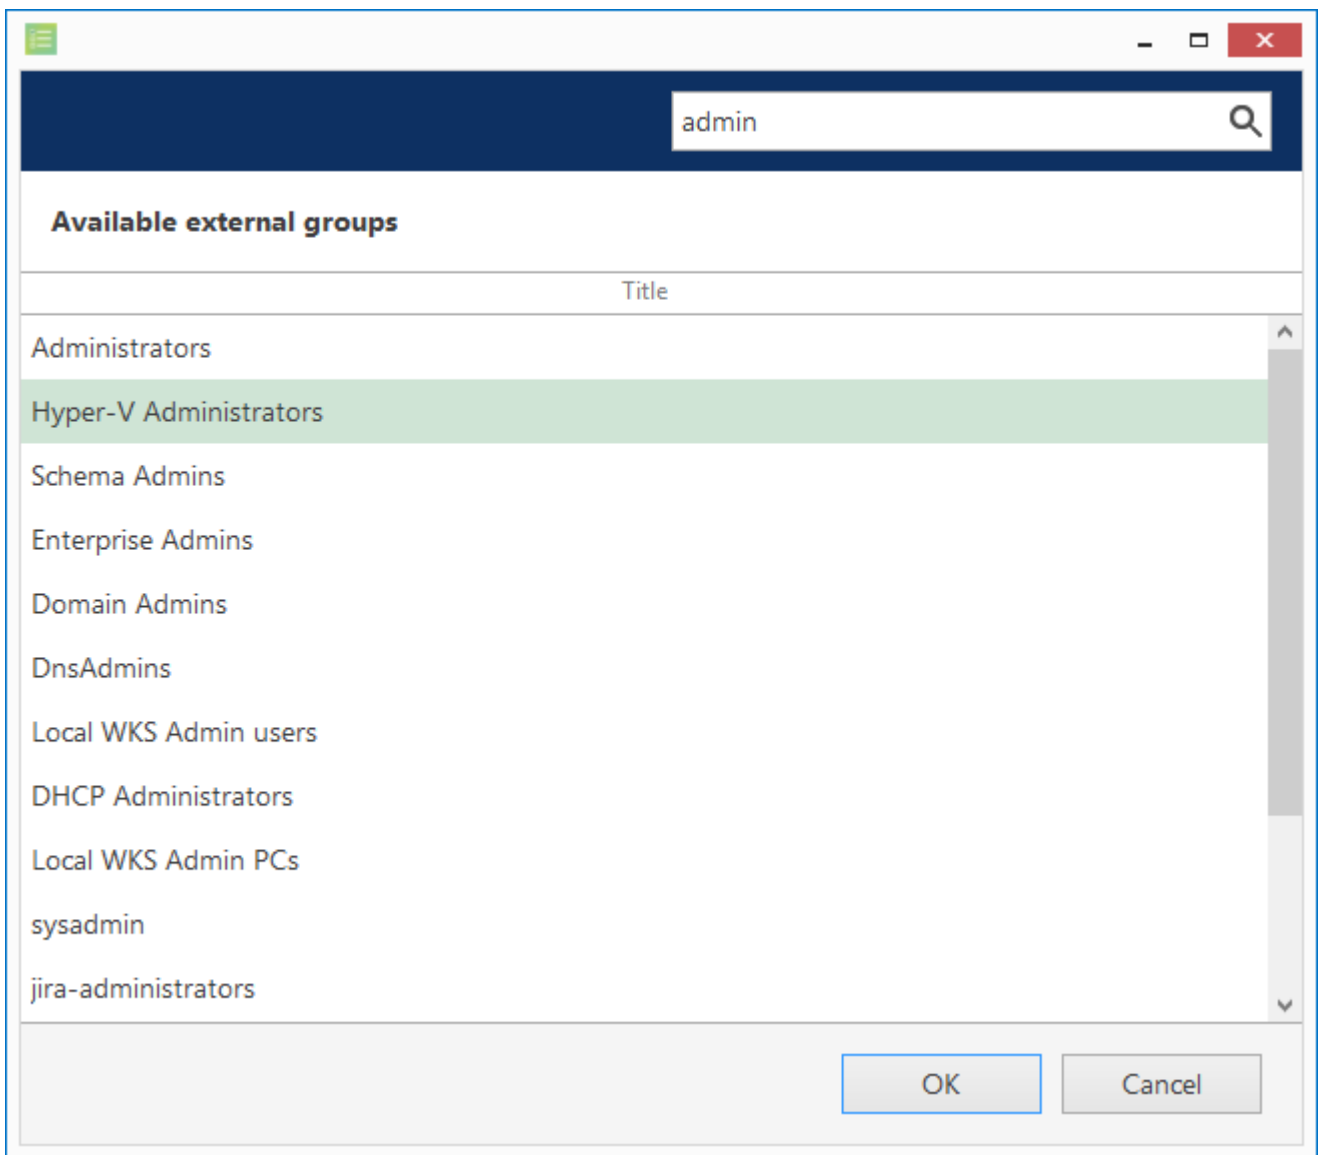 admin
Available external groups
Title
Administrators
Hyper-V Administrators
Schema Admins
Enterprise Admins
Domain Admins
DnsAdmins
Local WKS Admin users
DHCP Administrators
Local WKS Admin PCs
sysadmin
jira-administrators
OK Cancel